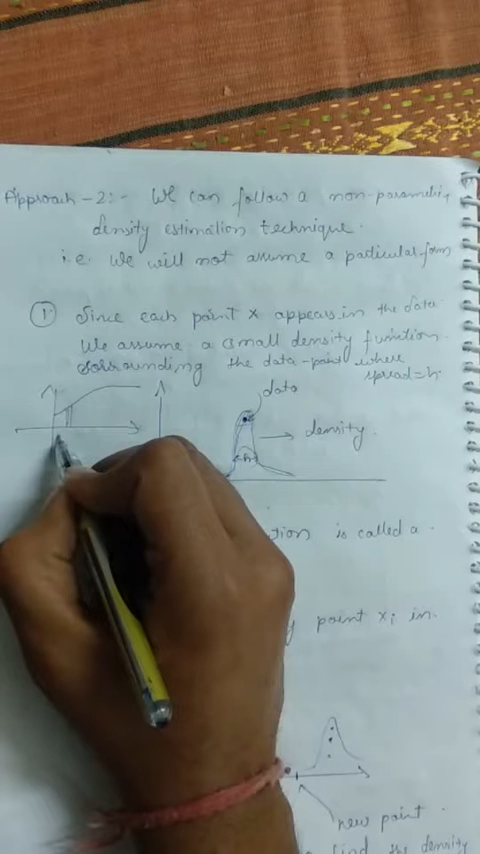 Approach-2:- We can follow a non-parametric
density estimation technique.
i.e. we will not assume a particular form
① Since each point x appears in the data
We assume a small density function
sorrounding the data-point where
spread=h.
data
density
h
tion is called a
point xi in
new point.
find the density